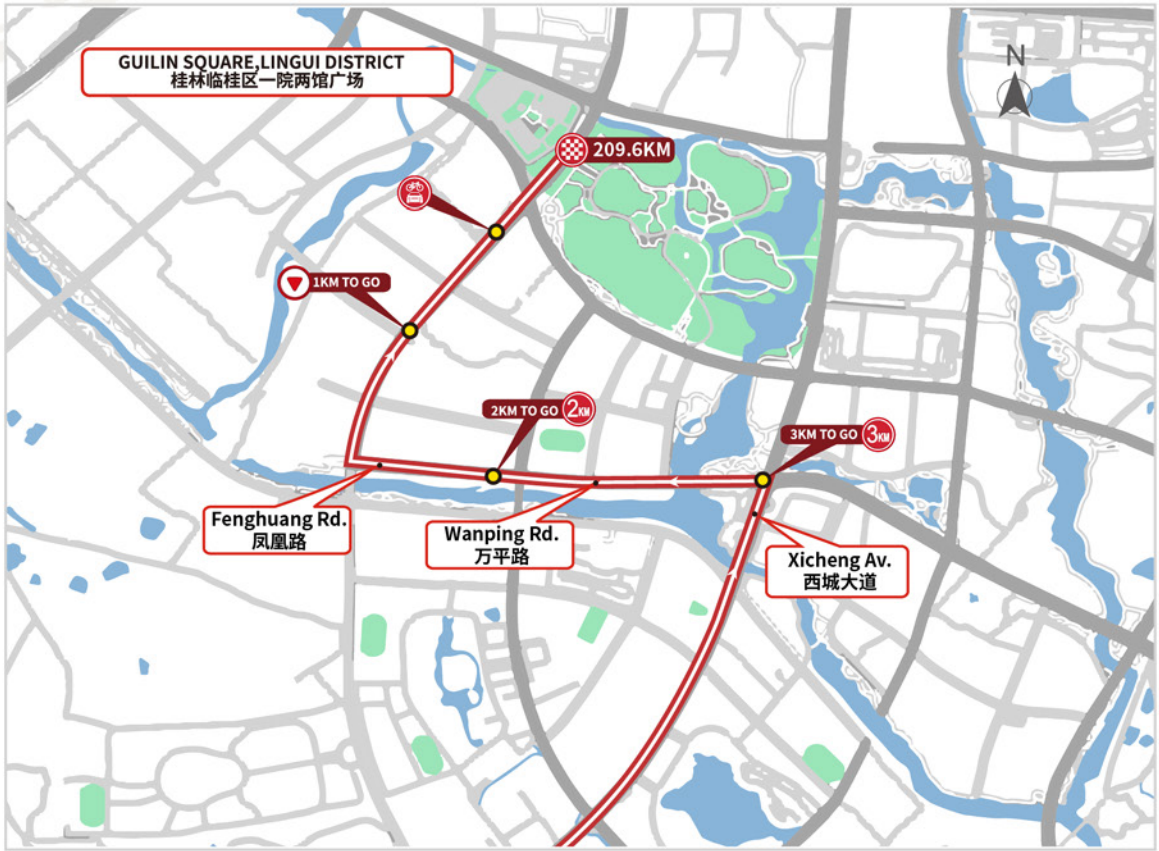 GUILIN SQUARE,LINGUI DISTRICT
桂林临桂区一院两馆广场
N
209.6KM
1KM TO GO
2KM TO GO 2KM
3KM TO GO 3KM
Fenghuang Rd.
凤凰路
Wanping Rd.
万平路
Xicheng Av.
西城大道